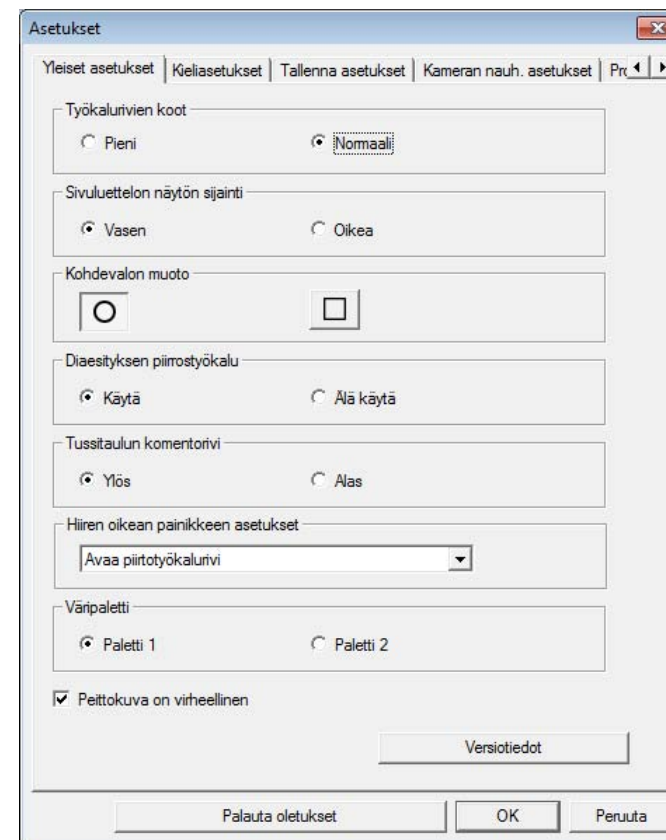 Asetukset
Yleiset asetukset Kieliasetukset Tallenna asetukset Kameran nauh. asetukset Pro
Työkalurivien koot
Pieni Normaali
Sivuluettelon näytön sijainti
Vasen Oikea
Kohdevalon muoto
Diaesityksen piirrostyökalu
Käytä Älä käytä
Tussitaulun komentorivi
Ylös Alas
Hiiren oikean painikkeen asetukset
Avaa piirtotyökalurivi
Väripaletti
Paletti 1 Paletti 2
Peittokuva on virheellinen
Versiotiedot
Palauta oletukset OK Peruuta